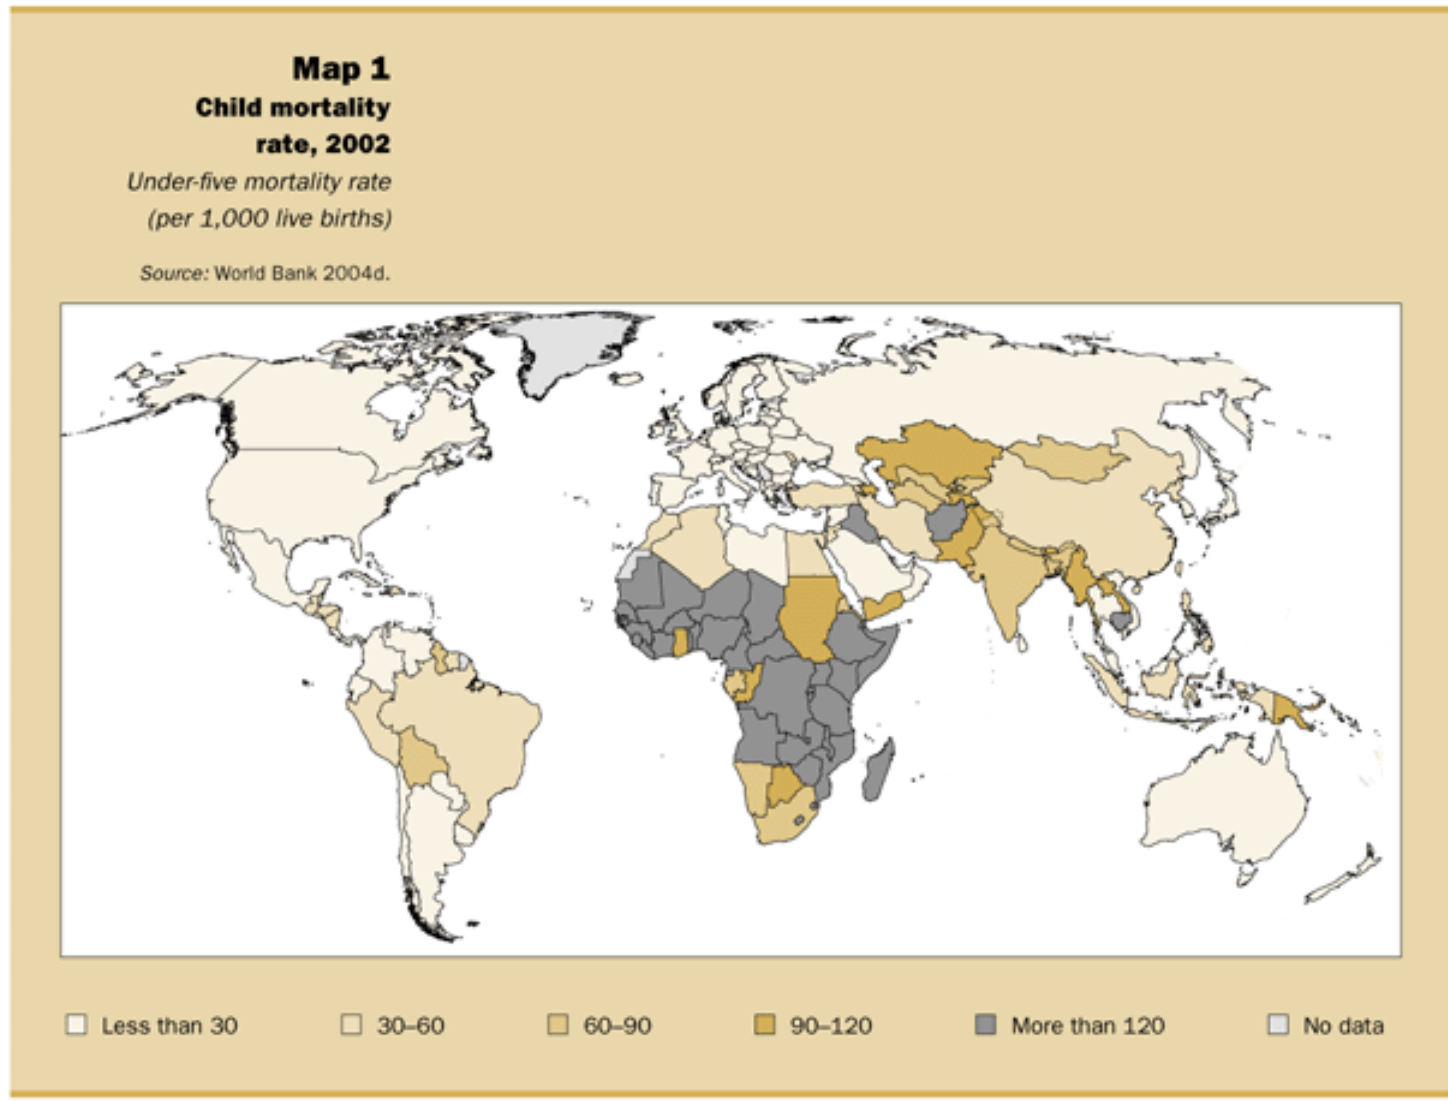 Map 1
Child mortality
rate, 2002
Under-five mortality rate
(per 1,000 live births)
Source: World Bank 2004d.
Less than 30
30–60
60–90
90–120
More than 120
No data